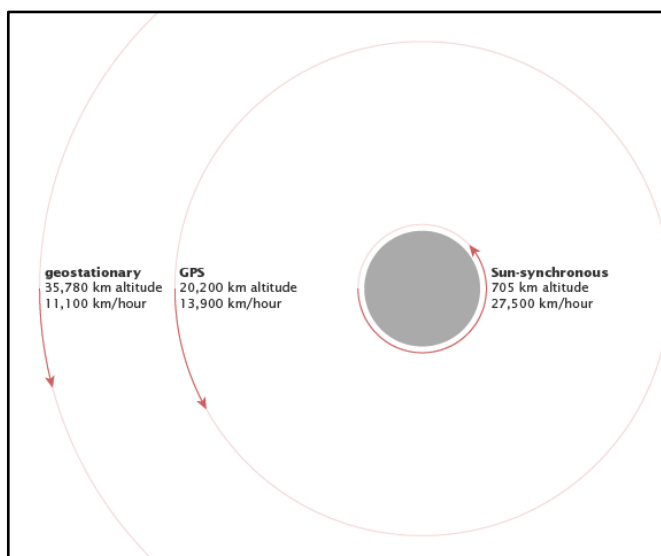 geostationary
35,780 km altitude
11,100 km/hour
GPS
20,200 km altitude
13,900 km/hour
Sun-synchronous
705 km altitude
27,500 km/hour